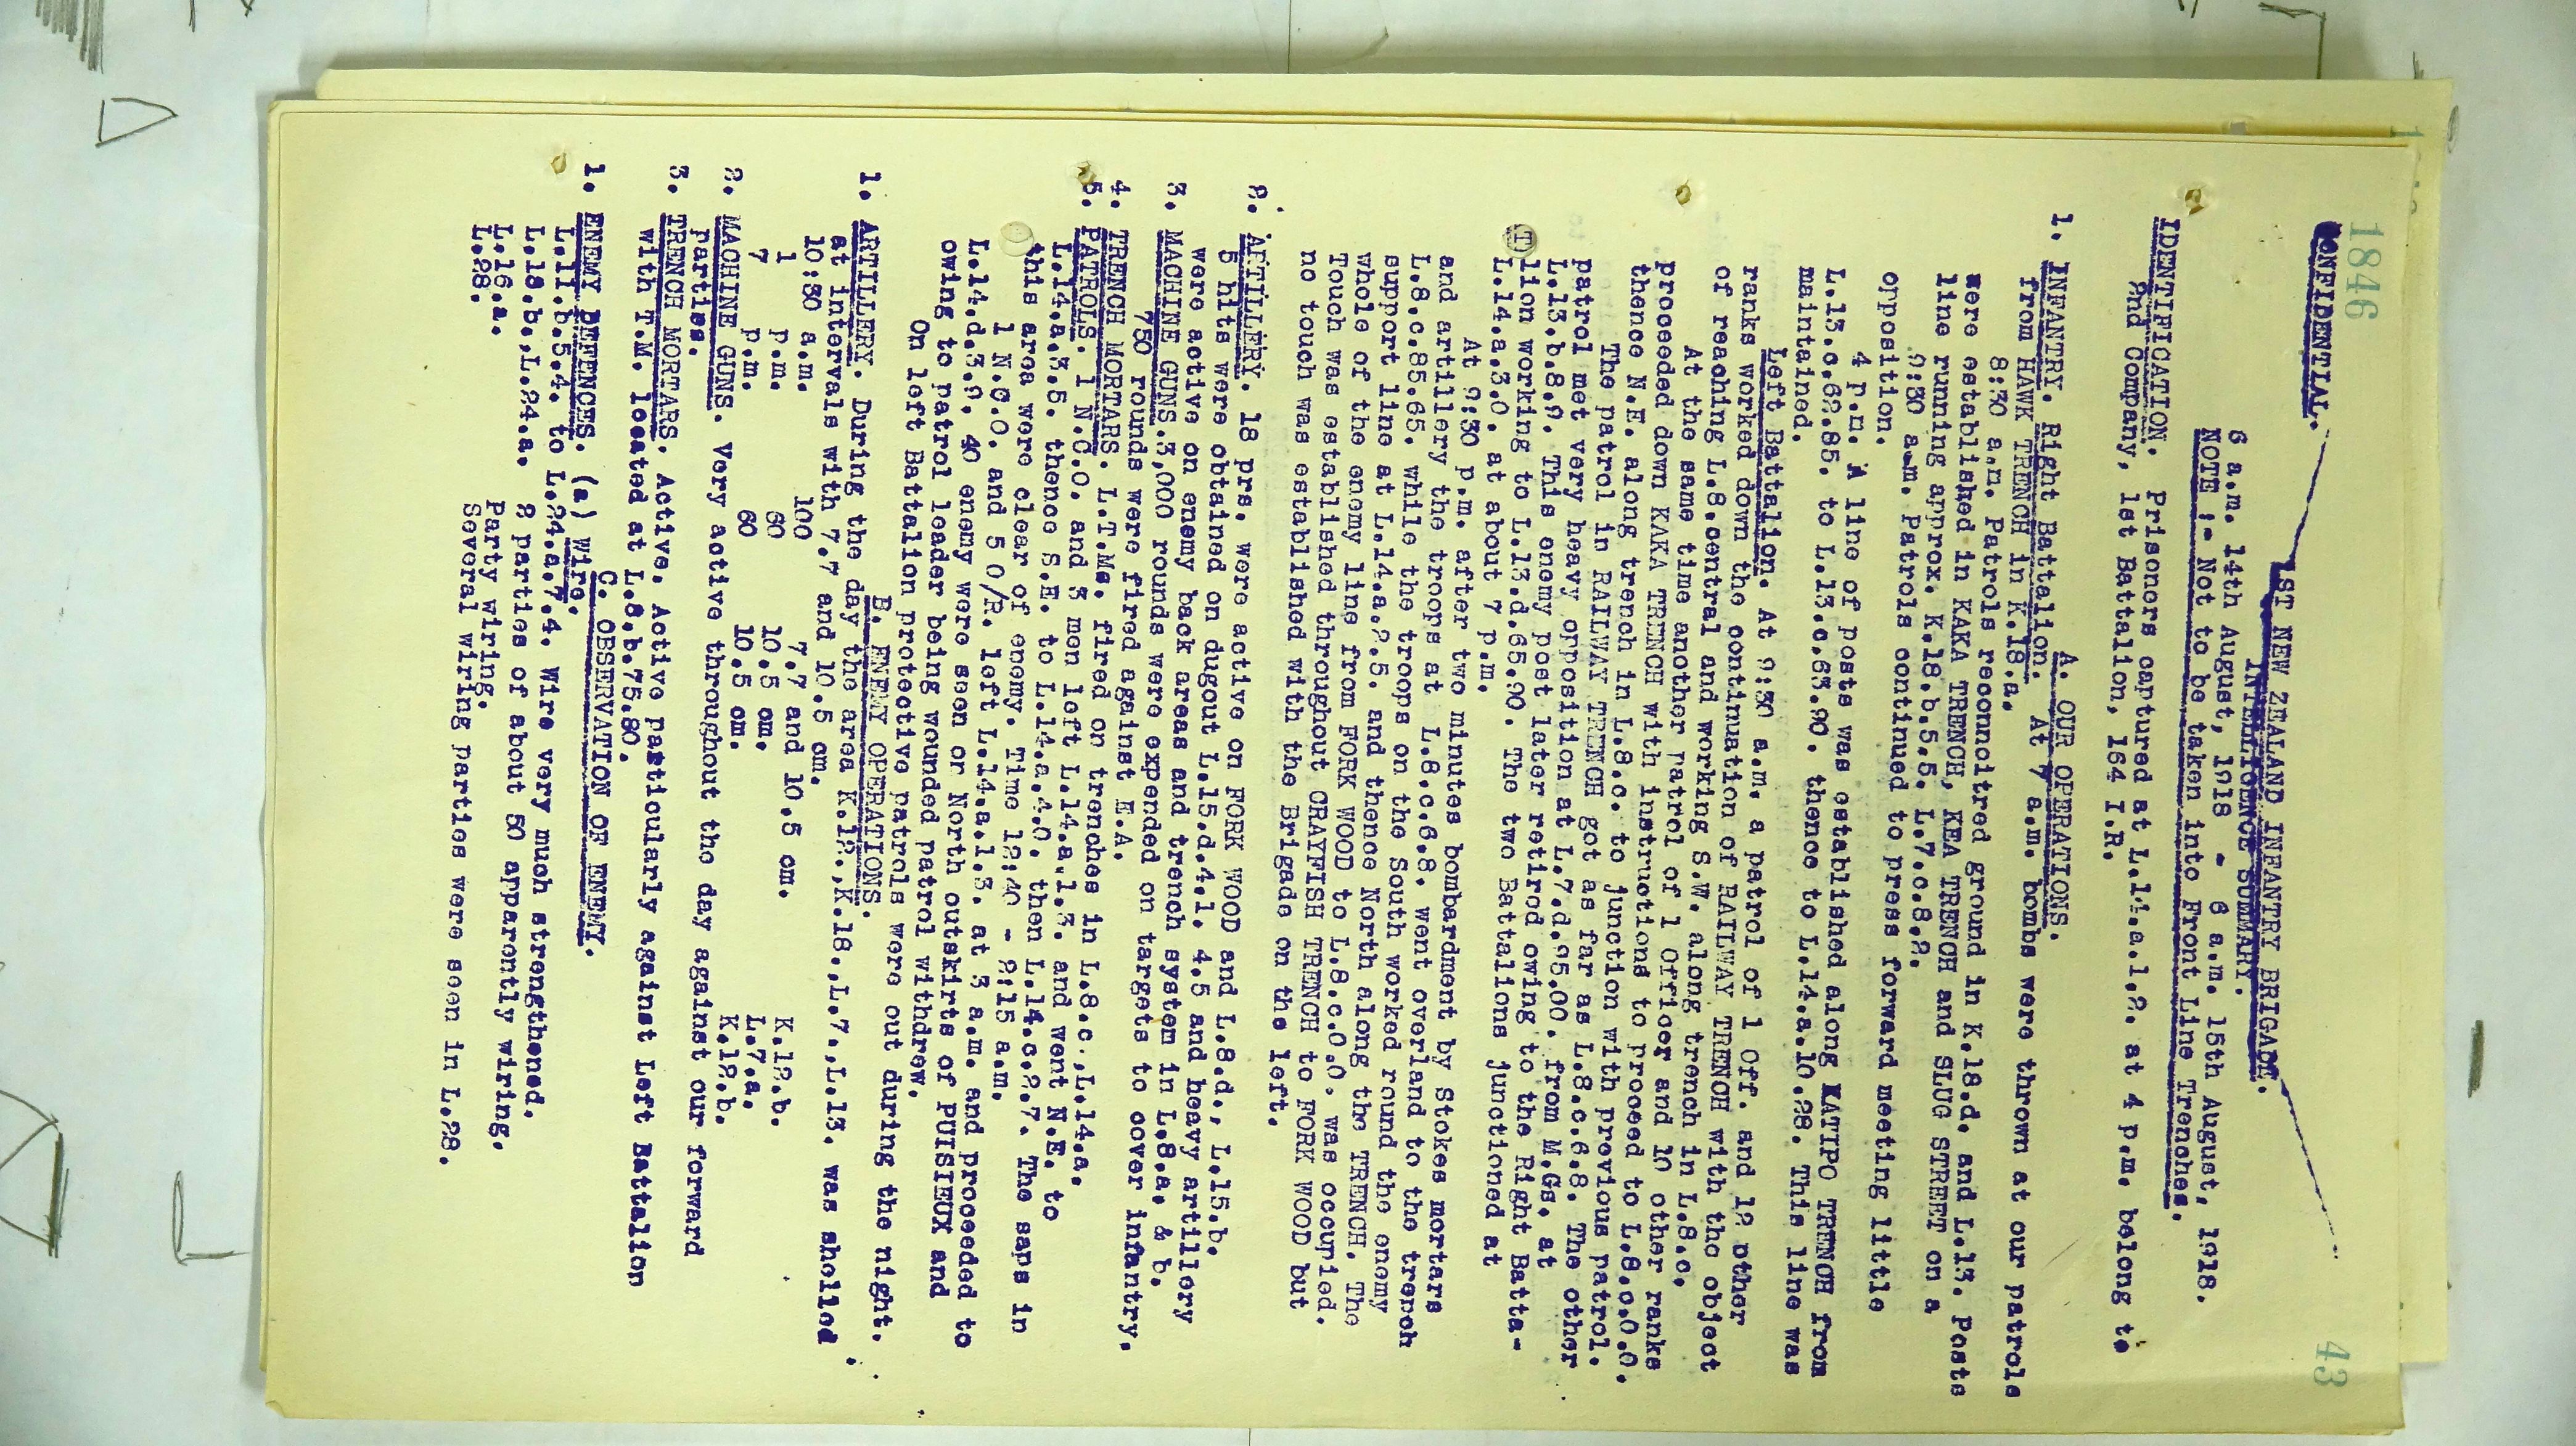 1846
43
CONFIDENTIAL.
1ST NEW ZEALAND INFANTRY BRIGADE.
INTELLIGENCE SUMMARY.
6 a.m. 14th August, 1918 - 6 a.m. 15th August, 1918.
NOTE :- Not to be taken into Front Line Trenches.
IDENTIFICATION. Prisoners captured at L.14.a.1.2. at 4 p.m. belong to
2nd Company, 1st Battalion, 164 I.R.
A. OUR OPERATIONS.
1. INFANTRY. Right Battalion. At 7 a.m. bombs were thrown at our patrols
from HAWK TRENCH in K.18.a.
8:30 a.m. Patrols reconnoitred ground in K.18.d. and L.13. Posts
were established in KAKA TRENCH, KEA TRENCH and SLUG STREET on a
line running approx. K.18.b.5.5. L.7.c.8.2.
9:30 a.m. Patrols continued to press forward meeting little
opposition.
4 p.m. A line of posts was established along KATIPO TRENCH from
L.13.c.62.85. to L.13.c.63.90. thence to L.14.a.10.28. This line was
maintained.
Left Battalion. At 9:30 a.m. a patrol of 1 Off. and 12 other
ranks worked down the continuation of RAILWAY TRENCH with the object
of reaching L.8.central and working S.W. along trench in L.8.c.
At the same time another patrol of 1 Officer and 10 other ranks
proceeded down KAKA TRENCH with instructions to proceed to L.8.c.0.0.
thence N.E. along trench in L.8.c. to junction with previous patrol.
The patrol in RAILWAY TRENCH got as far as L.8.c.6.8. The other
patrol met very heavy opposition at L.7.d.95.00. from M.Gs. at
L.13.b.8.9. This enemy post later retired owing to the Right Batta-
lion working to L.13.d.65.90. The two Battalions junctioned at
L.14.a.3.0. at about 7 p.m.
At 9:30 p.m. after two minutes bombardment by Stokes mortars
and artillery the troops at L.8.c.6.8. went overland to the trench
L.8.c.85.65. while the troops on the South worked round the enemy
support line at L.14.a.2.5. and thence North along the TRENCH. The
whole of the enemy line from FORK WOOD to L.8.c.0.0. was occupied.
Touch was established throughout CRAYFISH TRENCH to FORK WOOD but
no touch was established with the Brigade on the left.
2. ARTILLERY. 18 prs. were active on FORK WOOD and L.8.d., L.15.b.
5 hits were obtained on dugout L.15.d.4.1. 4.5 and heavy artillery
were active on enemy back areas and trench system in L.8.a. & b.
3. MACHINE GUNS. 3,000 rounds were expended on targets to cover infantry.
750 rounds were fired against E.A.
4. TRENCH MORTARS. L.T.Ms. fired on trenches in L.8.c., L.14.a.
5. PATROLS. 1 N.C.O. and 3 men left L.14.a.1.3. and went N.E. to
L.14.a.3.5. thence S.E. to L.14.a.4.0. then L.14.c.2.7. The saps in
this area were clear of enemy. Time 12:40 - 2:15 a.m.
1 N.C.O. and 5 O/R. left L.14.a.1.3. at 3 a.m. and proceeded to
L.14.d.3.9. 40 enemy were seen on North outskirts of PUISIEUX and
owing to patrol leader being wounded patrol withdrew.
On left Battalion protective patrols were out during the night.
B. ENEMY OPERATIONS.
1. ARTILLERY. During the day the area K.12., K.18., L.7., L.13. was shelled
at intervals with 7.7 and 10.5 cm.
10:30 a.m. 100 7.7 and 10.5 cm. K.12.b.
1 p.m. 80 10.5 cm. L.7.a.
7 p.m. 60 10.5 cm. K.12.b.
2. MACHINE GUNS. Very active throughout the day against our forward
parties.
3. TRENCH MORTARS. Active. Active particularly against Left Battalion
with T.M. located at L.8.b.75.80.
C. OBSERVATION OF ENEMY.
1. ENEMY DEFENCES. (a) Wire.
L.11.b.5.4. to L.24.a.7.4. Wire very much strengthened.
L.18.b., L.24.a. 2 parties of about 50 apparently wiring.
L.16.a. Party wiring.
L.28. Several wiring parties were seen in L.28.